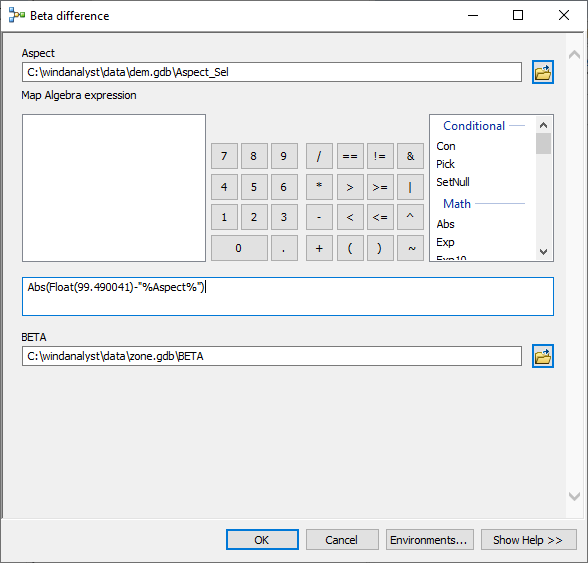 Beta difference
Aspect
C:\windanalyst\data\dem.gdb\Aspect_Sel
Map Algebra expression
7 8 9 / == != &
4 5 6 * > >= |
1 2 3 - < <= ^
0 . + ( ) ~
Conditional
Con
Pick
SetNull
Math
Abs
Exp
Exp10
Abs(Float(99.490041)-"%Aspect%")
BETA
C:\windanalyst\data\zone.gdb\BETA
OK Cancel Environments... Show Help >>